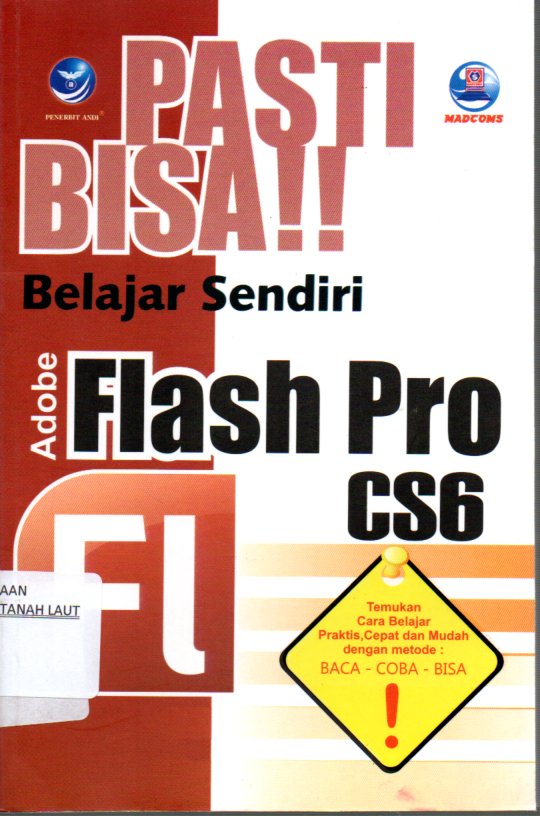 PASTI
BISA!!
PENERBIT ANDI®
MADCOMS
Belajar Sendiri
Adobe
Flash Pro
CS6
Fl
AAN
TANAH LAUT
Temukan
Cara Belajar
Praktis,Cepat dan Mudah
dengan metode :
BACA - COBA - BISA
!